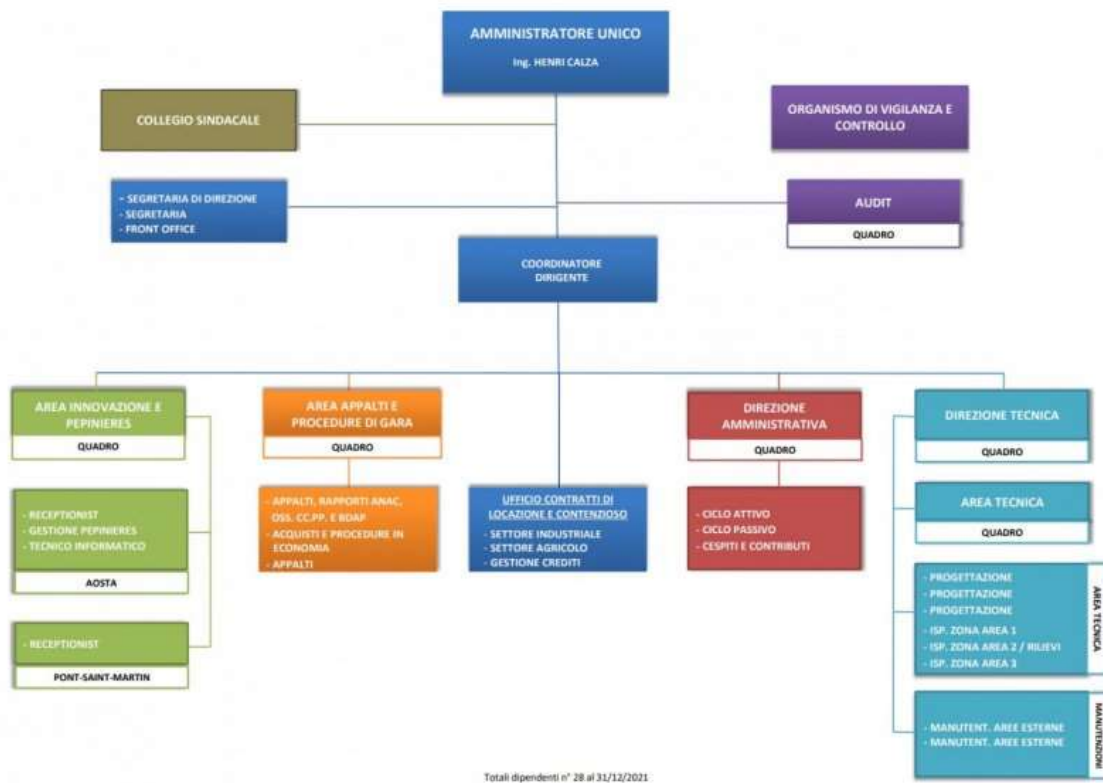 AMMINISTRATORE UNICO
Ing. HENRI CALZA
COLLEGIO SINDACALE
ORGANISMO DI VIGILANZA E
CONTROLLO
- SEGRETARIA DI DIREZIONE
- SEGRETARIA
- FRONT OFFICE
AUDIT
QUADRO
COORDINATORE
DIRIGENTE
AREA INNOVAZIONE E
PEPINIERES
QUADRO
- RECEPTIONIST
- GESTIONE PEPINIERES
- TECNICO INFORMATICO
AOSTA
- RECEPTIONIST
PONT-SAINT-MARTIN
AREA APPALTI E
PROCEDURE DI GARA
QUADRO
- APPALTI, RAPPORTI ANAC,
OSS. CC.PP. E BDAP
- ACQUISTI E PROCEDURE IN
ECONOMIA
- APPALTI
UFFICIO CONTRATTI DI
LOCAZIONE E CONTENZIOSO
- SETTORE INDUSTRIALE
- SETTORE AGRICOLO
- GESTIONE CREDITI
DIREZIONE
AMMINISTRATIVA
QUADRO
- CICLO ATTIVO
- CICLO PASSIVO
- CESPITI E CONTRIBUTI
DIREZIONE TECNICA
QUADRO
AREA TECNICA
QUADRO
- PROGETTAZIONE
- PROGETTAZIONE
- PROGETTAZIONE
- ISP. ZONA AREA 1
- ISP. ZONA AREA 2 / RILIEVI
- ISP. ZONA AREA 3
AREA TECNICA
- MANUTENT. AREE ESTERNE
- MANUTENT. AREE ESTERNE
MANUTENZIONI
Totali dipendenti n° 28 al 31/12/2021